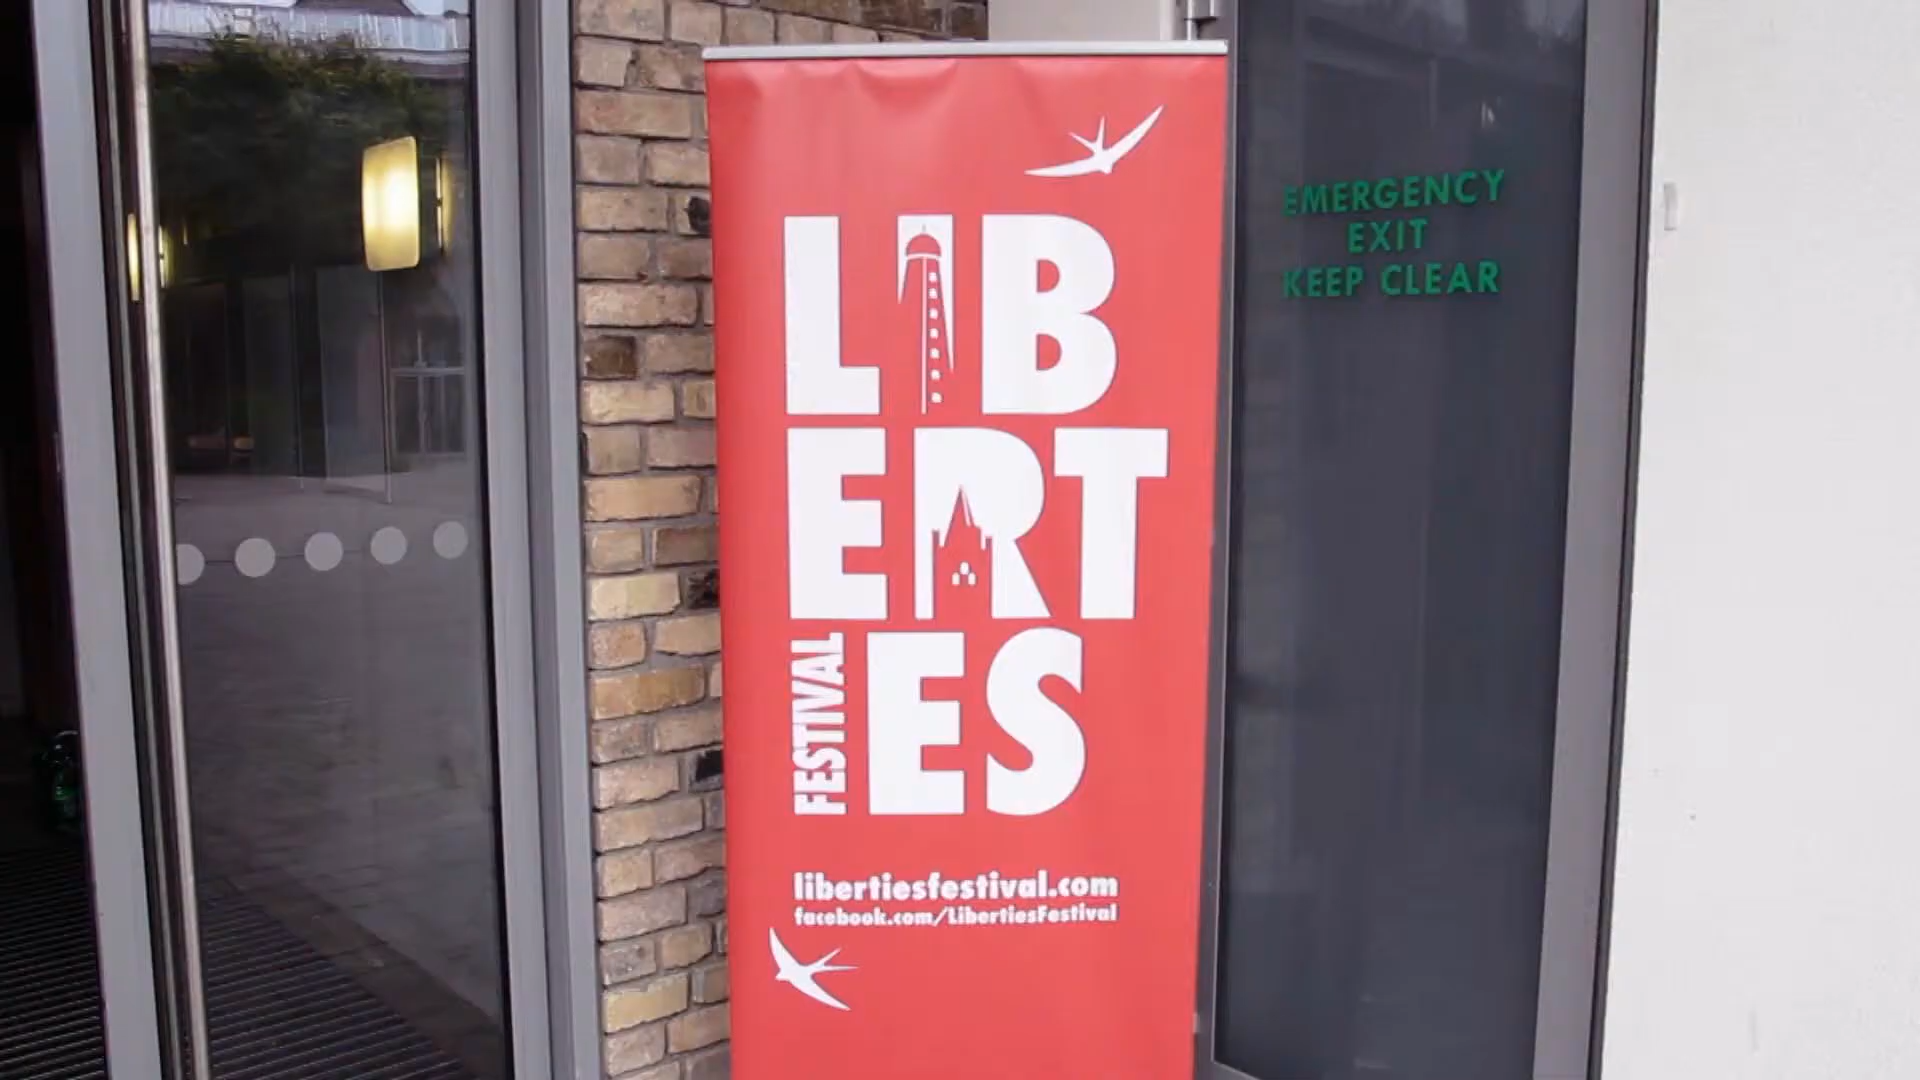 LIB
ERT
ES
FESTIVAL
libertiesfestival.com
facebook.com/LibertiesFestival
EMERGENCY
EXIT
KEEP CLEAR